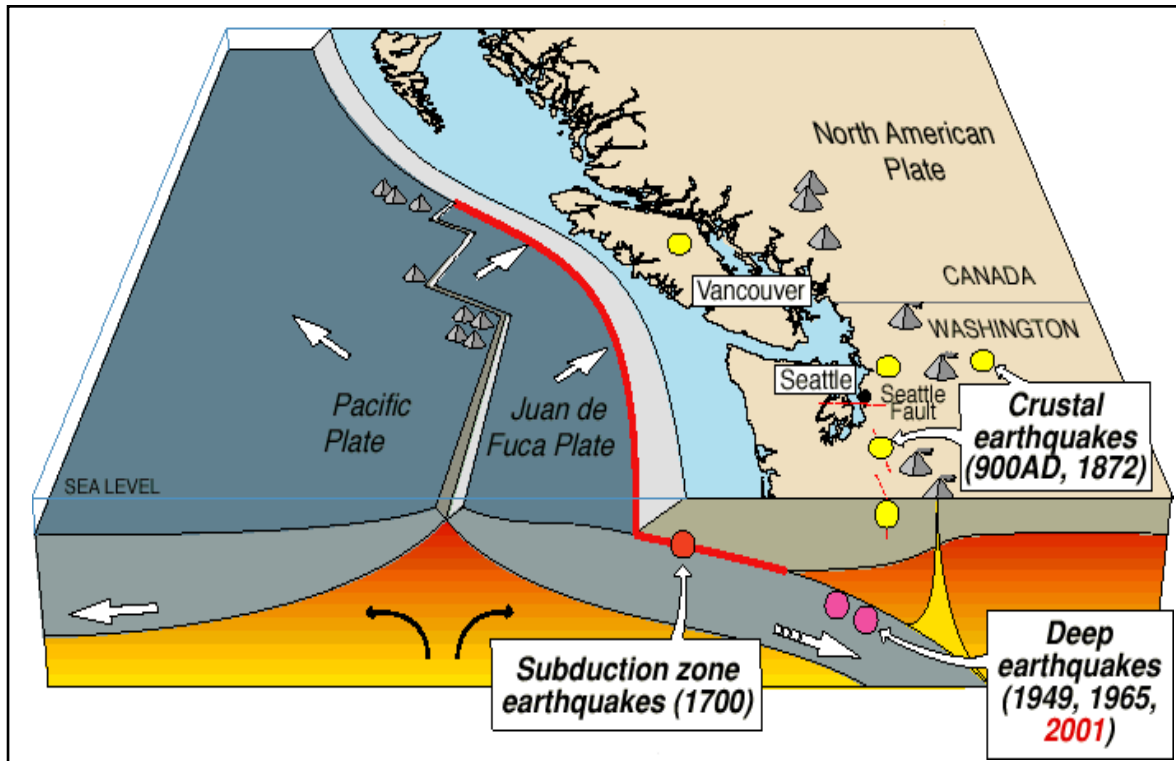 North American
Plate
CANADA
Vancouver
WASHINGTON
Seattle
Seattle
Fault
Pacific
Plate
Juan de
Fuca Plate
Crustal
earthquakes
(900AD, 1872)
SEA LEVEL
Subduction zone
earthquakes (1700)
Deep
earthquakes
(1949, 1965,
2001)